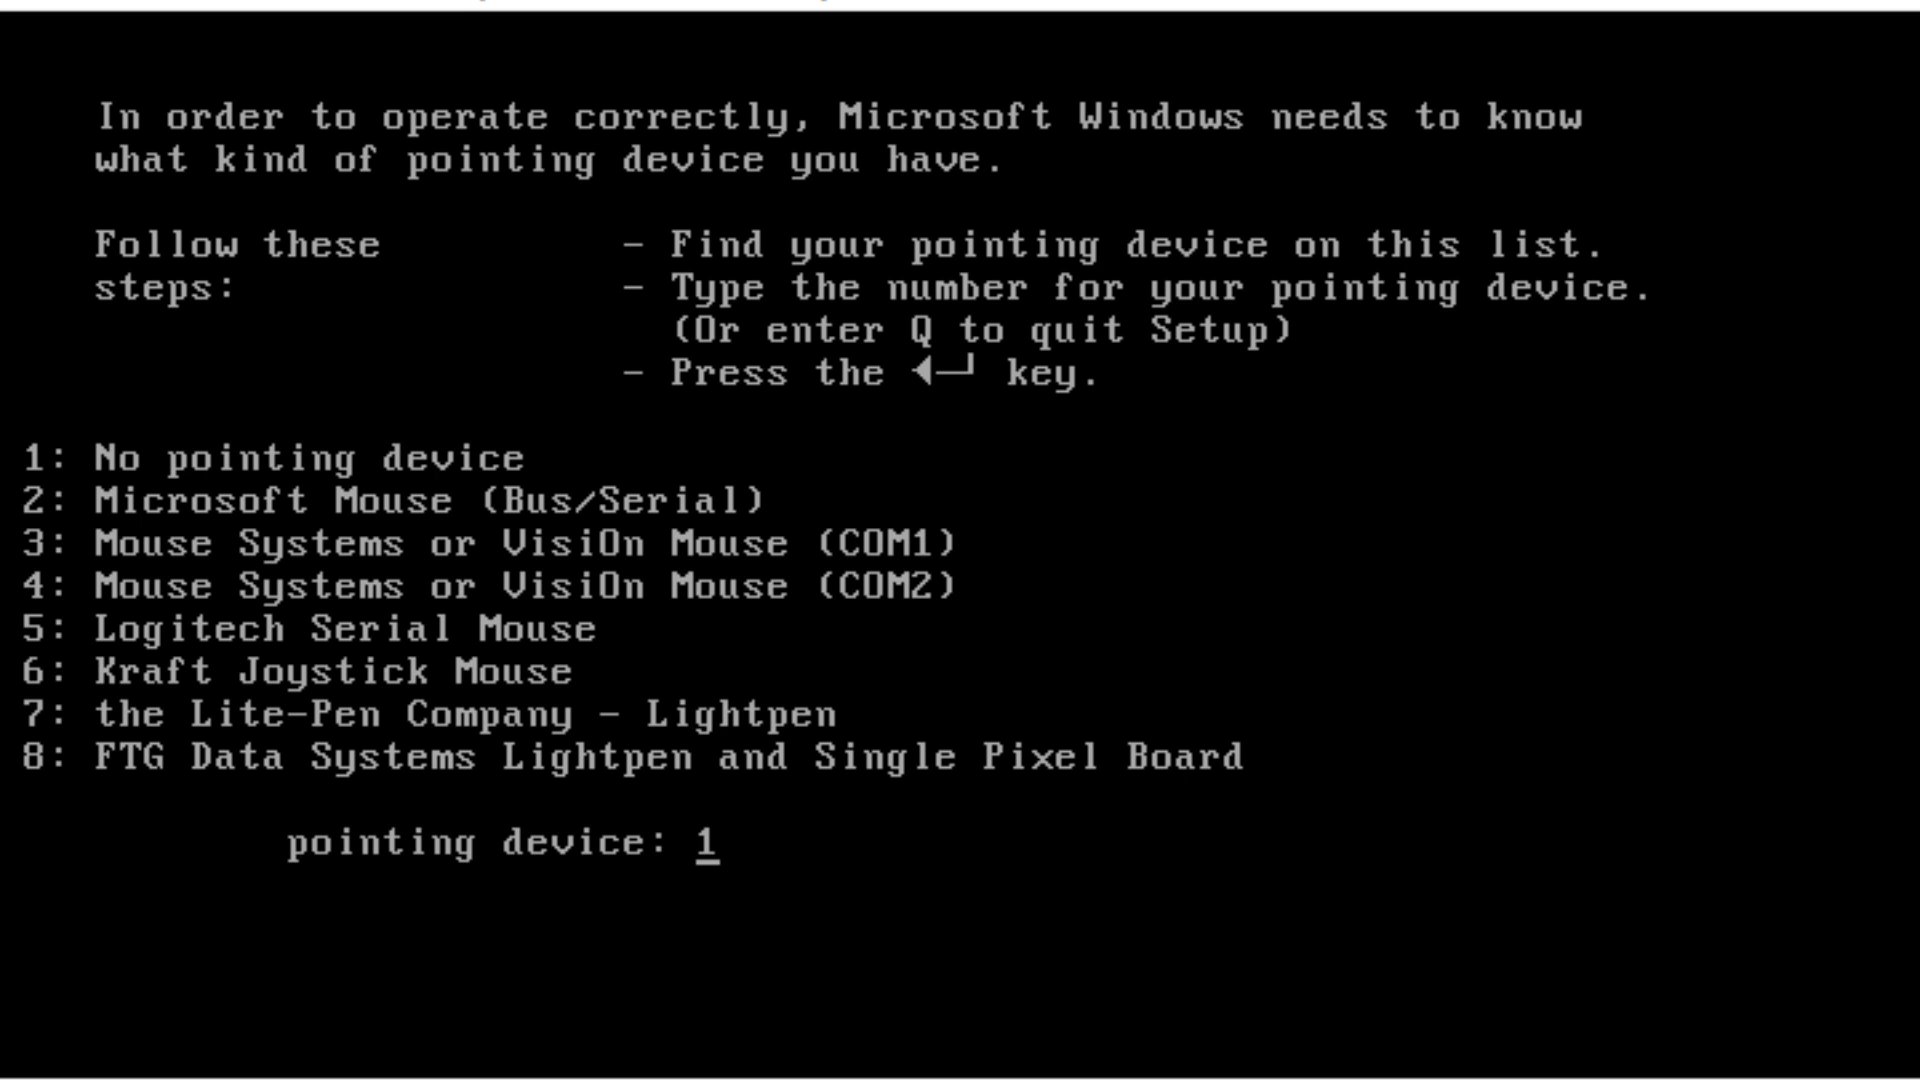 In order to operate correctly, Microsoft Windows needs to know
what kind of pointing device you have.
Follow these - Find your pointing device on this list.
steps: - Type the number for your pointing device.
(Or enter Q to quit Setup)
- Press the ◄─┘ key.
1: No pointing device
2: Microsoft Mouse (Bus/Serial)
3: Mouse Systems or VisiOn Mouse (COM1)
4: Mouse Systems or VisiOn Mouse (COM2)
5: Logitech Serial Mouse
6: Kraft Joystick Mouse
7: the Lite-Pen Company - Lightpen
8: FTG Data Systems Lightpen and Single Pixel Board
pointing device: 1